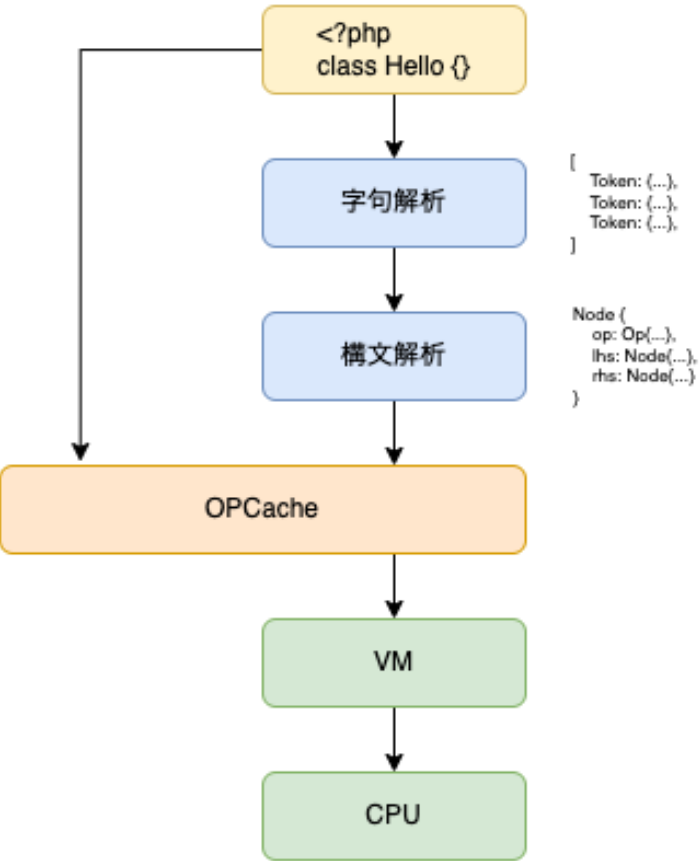 <?php
class Hello {}
字句解析
[
Token: {...},
Token: {...},
Token: {...},
]
構文解析
Node {
op: Op{...},
lhs: Node{...},
rhs: Node{...}
}
OPCache
VM
CPU